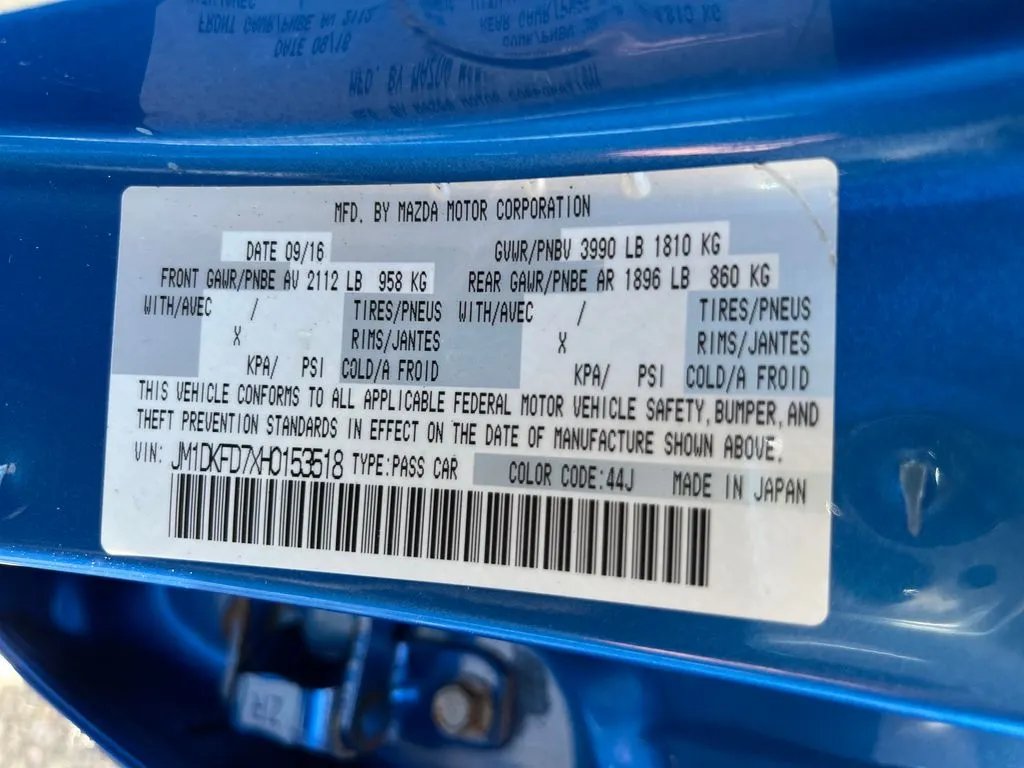 MFD. BY MAZDA MOTOR CORPORATION
DATE 09/16 GVWR/PNBV 3990 LB 1810 KG
FRONT GAWR/PNBE AV 2112 LB 958 KG REAR GAWR/PNBE AR 1896 LB 860 KG
WITH/AVEC / TIRES/PNEUS WITH/AVEC / TIRES/PNEUS
X RIMS/JANTES X RIMS/JANTES
KPA/ PSI COLD/A FROID KPA/ PSI COLD/A FROID
THIS VEHICLE CONFORMS TO ALL APPLICABLE FEDERAL MOTOR VEHICLE SAFETY, BUMPER, AND
THEFT PREVENTION STANDARDS IN EFFECT ON THE DATE OF MANUFACTURE SHOWN ABOVE.
VIN: JM1DKFD7XH0153518 TYPE:PASS CAR COLOR CODE:44J MADE IN JAPAN